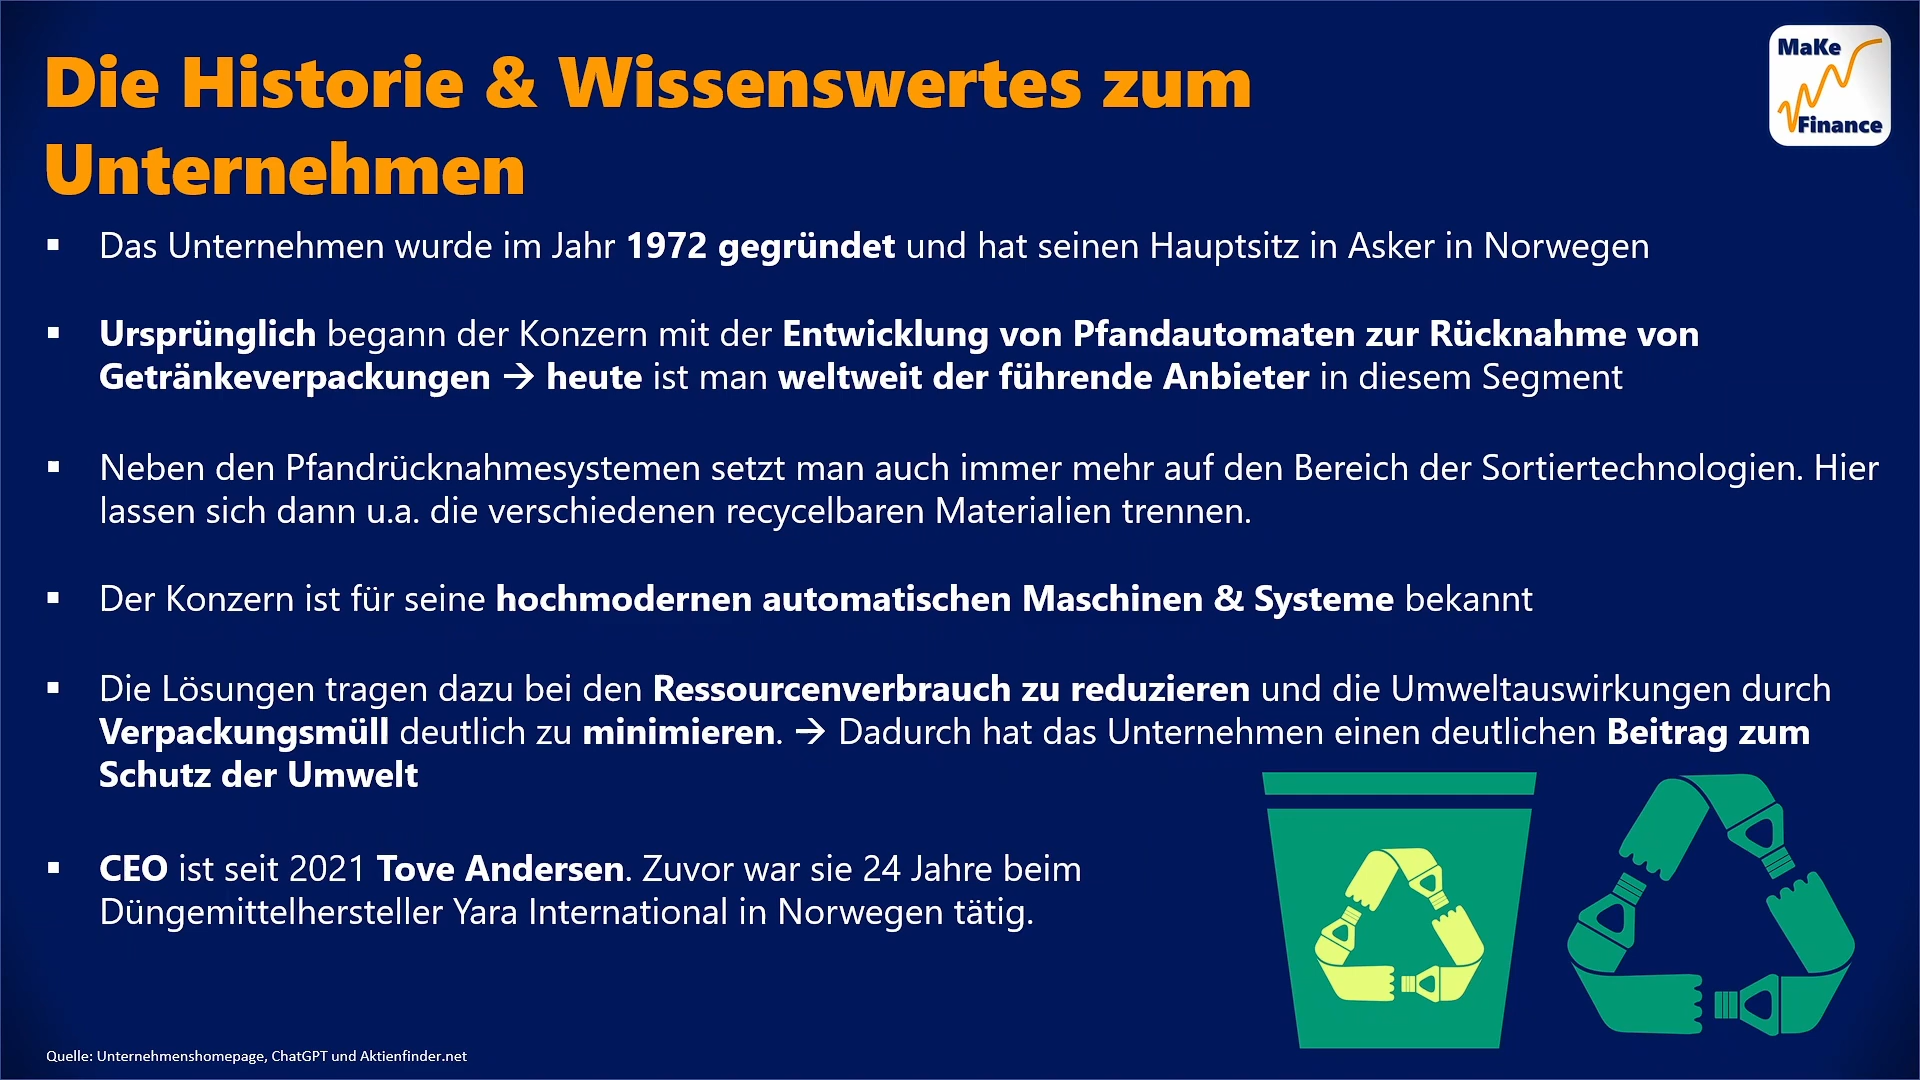 Die Historie & Wissenswertes zum
Unternehmen
MaKe
Finance
▪ Das Unternehmen wurde im Jahr 1972 gegründet und hat seinen Hauptsitz in Asker in Norwegen
▪ Ursprünglich begann der Konzern mit der Entwicklung von Pfandautomaten zur Rücknahme von
Getränkeverpackungen → heute ist man weltweit der führende Anbieter in diesem Segment
▪ Neben den Pfandrücknahmesystemen setzt man auch immer mehr auf den Bereich der Sortiertechnologien. Hier
lassen sich dann u.a. die verschiedenen recycelbaren Materialien trennen.
▪ Der Konzern ist für seine hochmodernen automatischen Maschinen & Systeme bekannt
▪ Die Lösungen tragen dazu bei den Ressourcenverbrauch zu reduzieren und die Umweltauswirkungen durch
Verpackungsmüll deutlich zu minimieren. → Dadurch hat das Unternehmen einen deutlichen Beitrag zum
Schutz der Umwelt
▪ CEO ist seit 2021 Tove Andersen. Zuvor war sie 24 Jahre beim
Düngemittelhersteller Yara International in Norwegen tätig.
Quelle: Unternehmenshomepage, ChatGPT und Aktienfinder.net